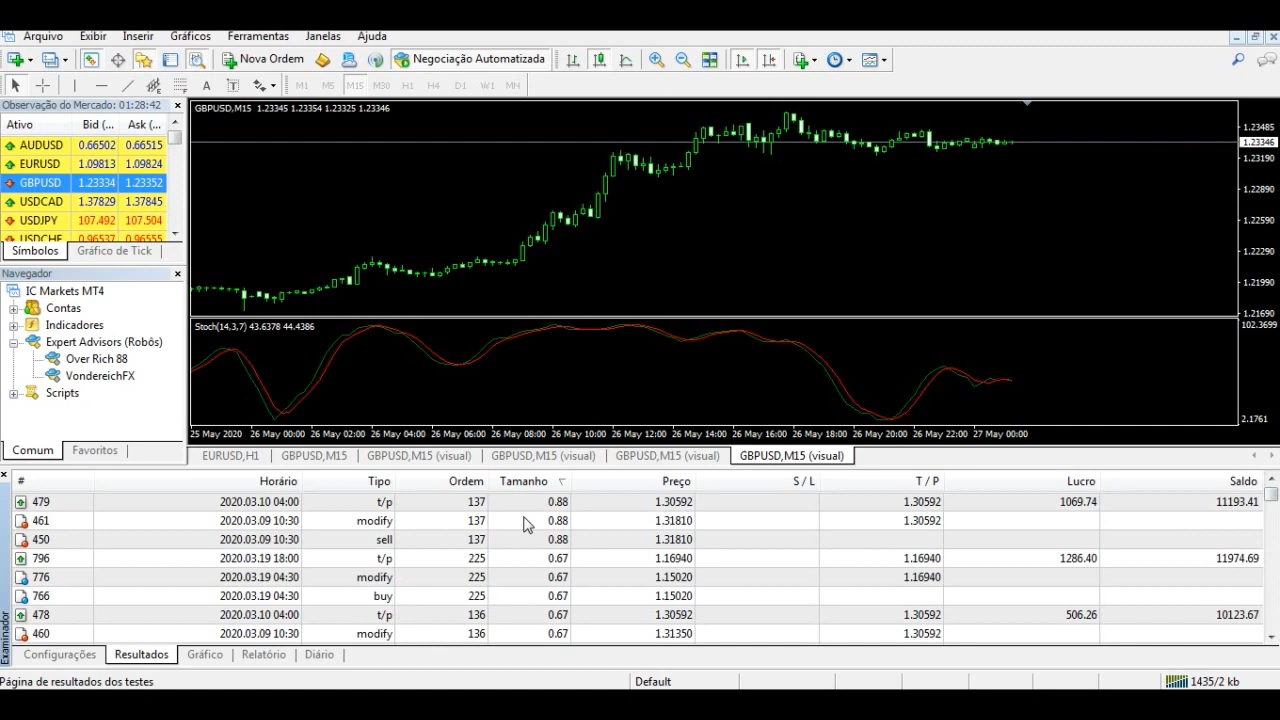 Arquivo Exibir Inserir Gráficos Ferramentas Janelas Ajuda
Nova Ordem Negociação Automatizada
A T M1 M5 M15 M30 H1 H4 D1 W1 MN
Observação do Mercado: 01:28:42
Ativo Bid (... Ask (...
AUDUSD 0.66502 0.66515
EURUSD 1.09813 1.09824
GBPUSD 1.23334 1.23352
USDCAD 1.37829 1.37845
USDJPY 107.492 107.504
USDCHF 0.96537 0.96555
Símbolos Gráfico de Tick
Navegador
IC Markets MT4
Contas
Indicadores
Expert Advisors (Robôs)
Over Rich 88
VondereichFX
Scripts
Comum Favoritos
GBPUSD,M15 1.23345 1.23354 1.23325 1.23346
1.23485
1.23346
1.23190
1.22890
1.22590
1.22290
1.21990
1.21690
Stoch(14,3,7) 43.6378 44.4386
102.3699
2.1761
25 May 2020 26 May 00:00 26 May 02:00 26 May 04:00 26 May 06:00 26 May 08:00 26 May 10:00 26 May 12:00 26 May 14:00 26 May 16:00 26 May 18:00 26 May 20:00 26 May 22:00 27 May 00:00
EURUSD,H1 GBPUSD,M15 GBPUSD,M15 (visual) GBPUSD,M15 (visual) GBPUSD,M15 (visual) GBPUSD,M15 (visual)
# Horário Tipo Ordem Tamanho Preço S / L T / P Lucro Saldo
479 2020.03.10 04:00 t/p 137 0.88 1.30592 1.30592 1069.74 11193.41
461 2020.03.09 10:30 modify 137 0.88 1.31810 1.30592
450 2020.03.09 10:30 sell 137 0.88 1.31810
796 2020.03.19 18:00 t/p 225 0.67 1.16940 1.16940 1286.40 11974.69
776 2020.03.19 04:30 modify 225 0.67 1.15020 1.16940
766 2020.03.19 04:30 buy 225 0.67 1.15020
478 2020.03.10 04:00 t/p 136 0.67 1.30592 1.30592 506.26 10123.67
460 2020.03.09 10:30 modify 136 0.67 1.31350 1.30592
Examinador
Configurações Resultados Gráfico Relatório Diário
Página de resultados dos testes Default 1435/2 kb